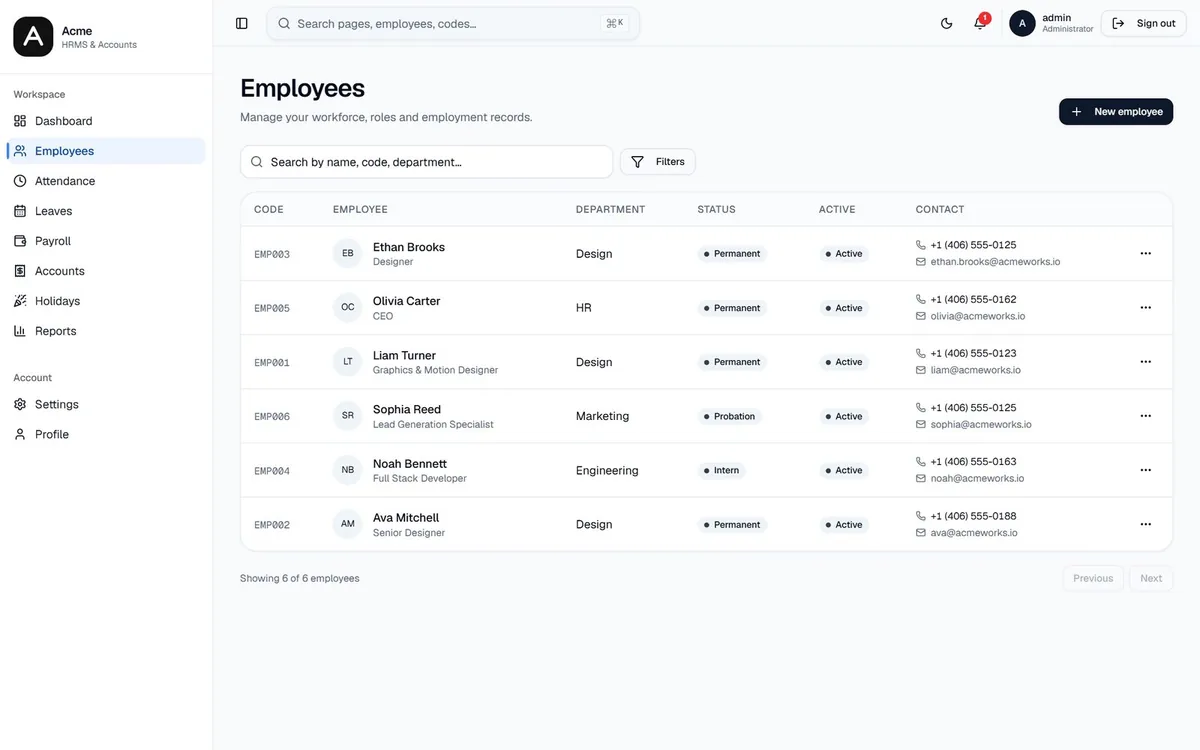 A
Acme
HRMS & Accounts
Search pages, employees, codes...
⌘K
1
A
admin
Administrator
Sign out
Workspace
Dashboard
Employees
Attendance
Leaves
Payroll
Accounts
Holidays
Reports
Account
Settings
Profile
Employees
Manage your workforce, roles and employment records.
New employee
Search by name, code, department...
Filters
CODE EMPLOYEE DEPARTMENT STATUS ACTIVE CONTACT
EMP003 EB Ethan Brooks Design Permanent Active +1 (406) 555-0125
Designer ethan.brooks@acmeworks.io
EMP005 OC Olivia Carter HR Permanent Active +1 (406) 555-0162
CEO olivia@acmeworks.io
EMP001 LT Liam Turner Design Permanent Active +1 (406) 555-0123
Graphics & Motion Designer liam@acmeworks.io
EMP006 SR Sophia Reed Marketing Probation Active +1 (406) 555-0125
Lead Generation Specialist sophia@acmeworks.io
EMP004 NB Noah Bennett Engineering Intern Active +1 (406) 555-0163
Full Stack Developer noah@acmeworks.io
EMP002 AM Ava Mitchell Design Permanent Active +1 (406) 555-0188
Senior Designer ava@acmeworks.io
Showing 6 of 6 employees
Previous
Next